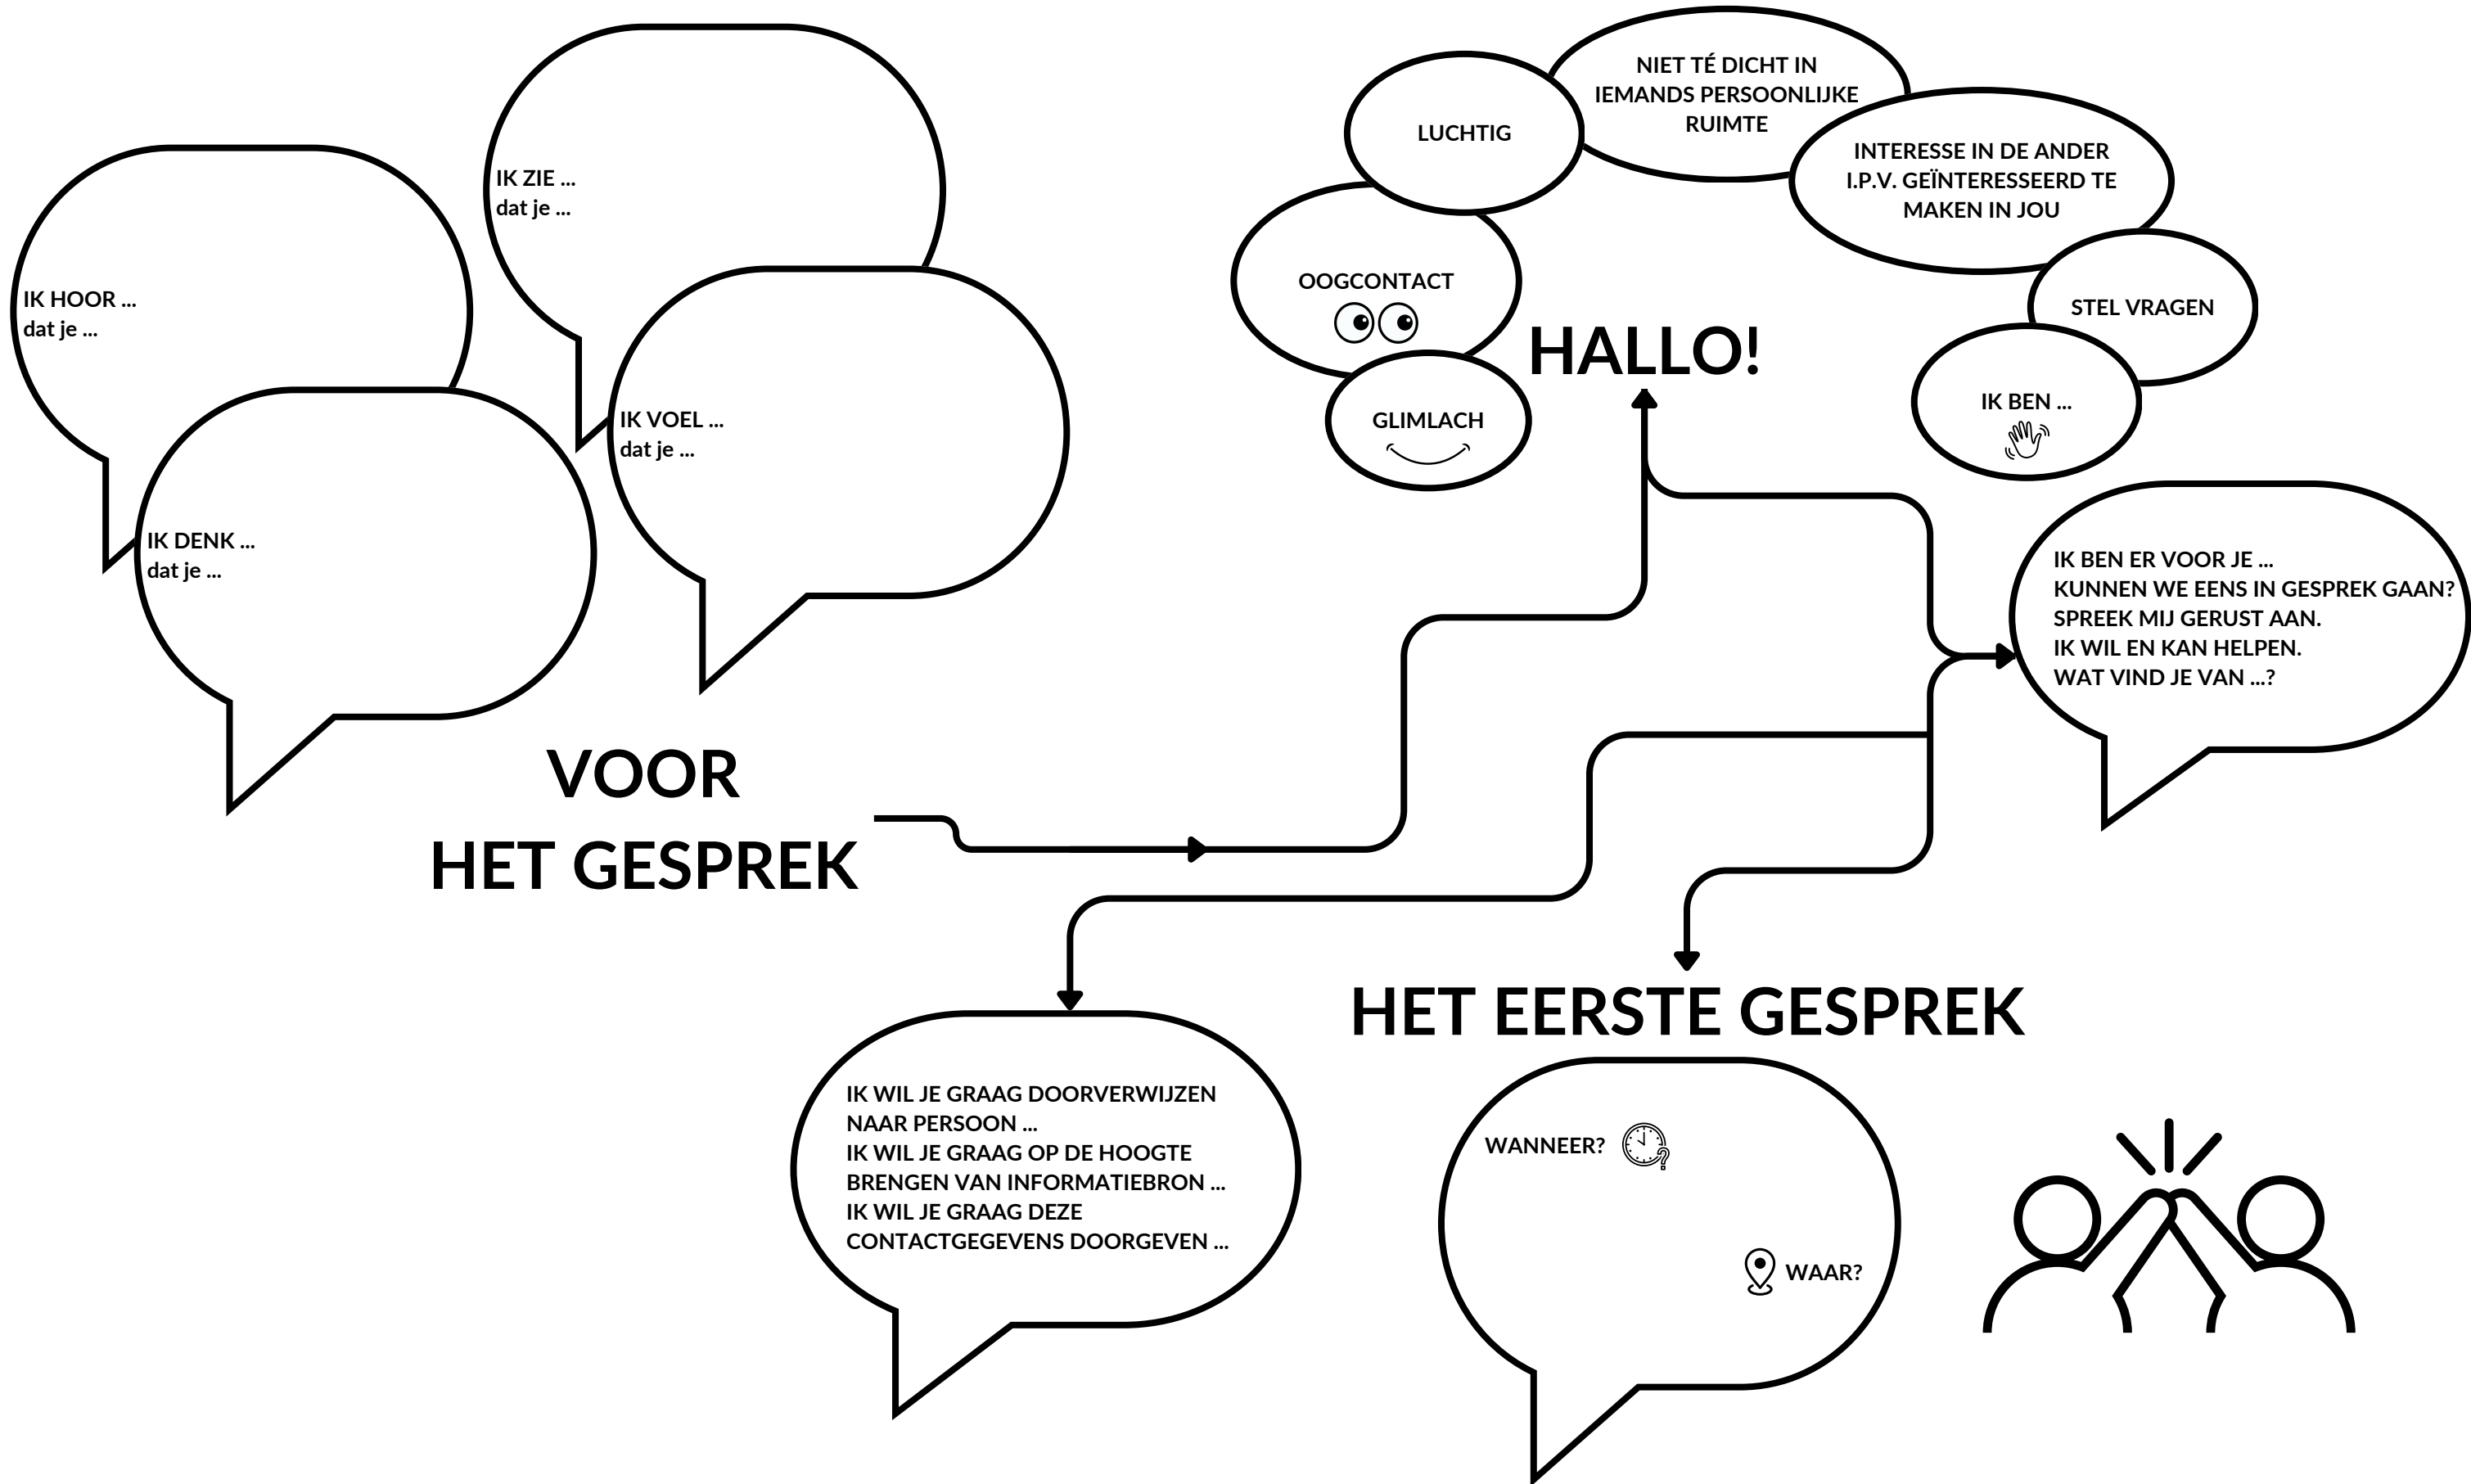 IK ZIE ...
dat je ...
IK HOOR ...
dat je ...
IK VOEL ...
dat je ...
IK DENK ...
dat je ...
VOOR
HET GESPREK
NIET TÉ DICHT IN
IEMANDS PERSOONLIJKE
RUIMTE
LUCHTIG
INTERESSE IN DE ANDER
I.P.V. GEÏNTERESSEERD TE
MAKEN IN JOU
OOGCONTACT
STEL VRAGEN
HALLO!
GLIMLACH
IK BEN ...
IK BEN ER VOOR JE ...
KUNNEN WE EENS IN GESPREK GAAN?
SPREEK MIJ GERUST AAN.
IK WIL EN KAN HELPEN.
WAT VIND JE VAN ...?
IK WIL JE GRAAG DOORVERWIJZEN
NAAR PERSOON ...
IK WIL JE GRAAG OP DE HOOGTE
BRENGEN VAN INFORMATIEBRON ...
IK WIL JE GRAAG DEZE
CONTACTGEGEVENS DOORGEVEN ...
HET EERSTE GESPREK
WANNEER?
?
WAAR?